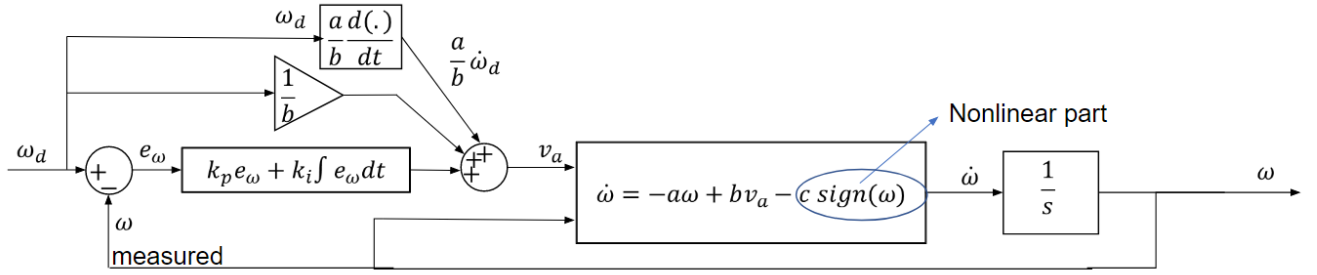 ω_d
a/b d(.)/dt
a/b ω̇_d
1/b
Nonlinear part
ω_d
+
−
e_ω
k_p e_ω + k_i ∫ e_ω dt
+
+
+
v_a
ω̇ = −aω + bv_a − c sign(ω)
ω̇
1/s
ω
ω
measured